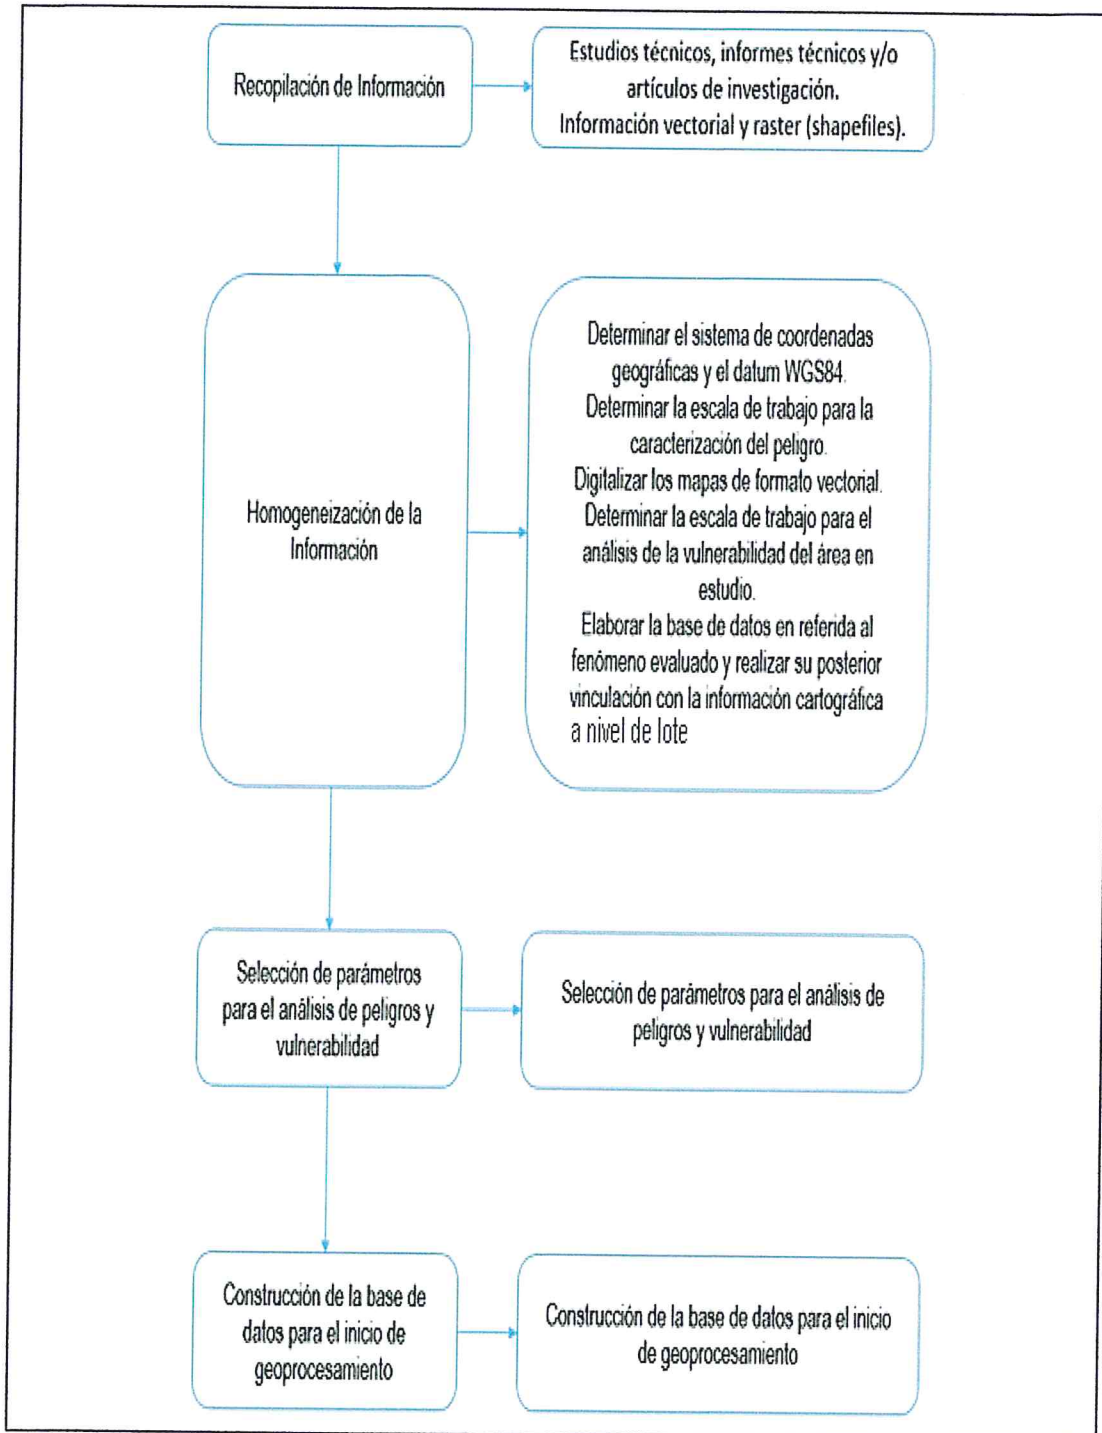 Recopilación de Información
Estudios técnicos, informes técnicos y/o
artículos de investigación.
Información vectorial y raster (shapefiles).
Homogeneización de la
Información
Determinar el sistema de coordenadas
geográficas y el datum WGS84.
Determinar la escala de trabajo para la
caracterización del peligro.
Digitalizar los mapas de formato vectorial.
Determinar la escala de trabajo para el
análisis de la vulnerabilidad del área en
estudio.
Elaborar la base de datos en referida al
fenómeno evaluado y realizar su posterior
vinculación con la información cartográfica
a nivel de lote
Selección de parámetros
para el análisis de peligros y
vulnerabilidad
Selección de parámetros para el análisis de
peligros y vulnerabilidad
Construcción de la base de
datos para el inicio de
geoprocesamiento
Construcción de la base de datos para el inicio
de geoprocesamiento